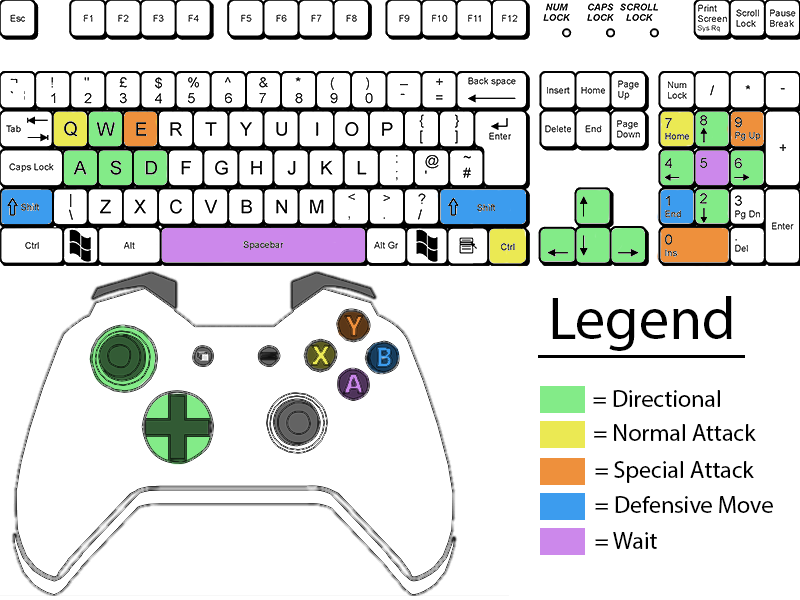 Esc F1 F2 F3 F4 F5 F6 F7 F8 F9 F10 F11 F12 NUM LOCK CAPS LOCK SCROLL LOCK Print Screen Sys Rq Scroll Lock Pause Break
¬ ` ¦ ! 1 " 2 £ 3 $ 4 % 5 ^ 6 & 7 * 8 ( 9 ) 0 _ - + = Back space Insert Home Page Up Num Lock / * -
Tab Q W E R T Y U I O P { [ } ] Enter Delete End Page Down 7 Home 8 9 Pg Up +
Caps Lock A S D F G H J K L : ; @ ' ~ # 4 5 6
Shift | \ Z X C V B N M < , > . ? / Shift 1 End 2 3 Pg Dn Enter
Ctrl Alt Spacebar Alt Gr Ctrl 0 Ins . Del
Y
X B
A
Legend
= Directional
= Normal Attack
= Special Attack
= Defensive Move
= Wait